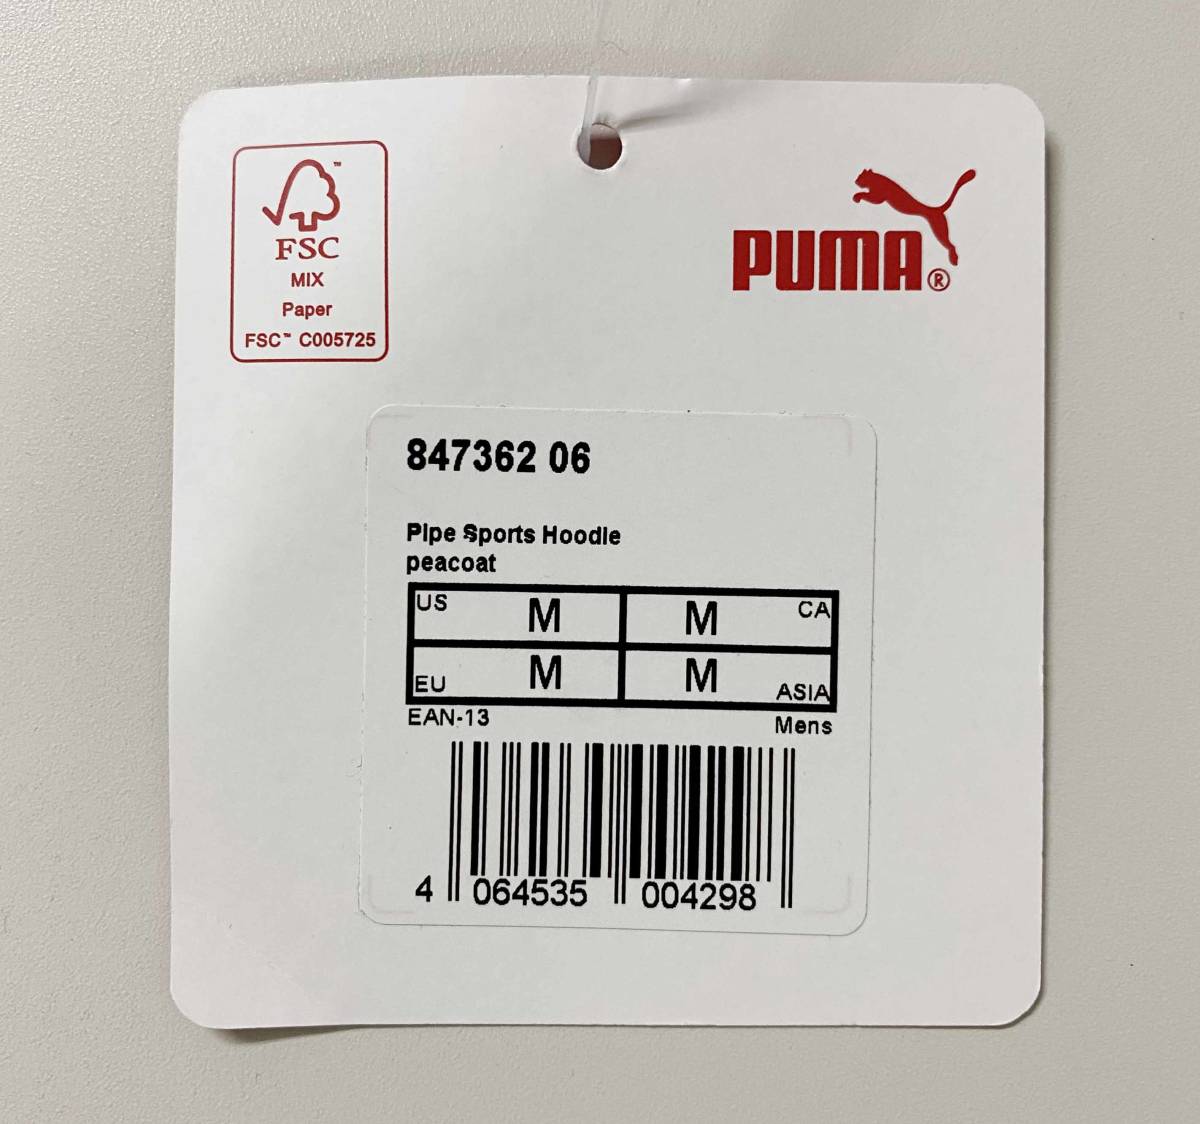 FSC
MIX
Paper
FSC™ C005725
PUMA®
847362 06
Pipe Sports Hoodie
peacoat
US M M CA
EU M M ASIA
EAN-13 Mens
4 064535 004298